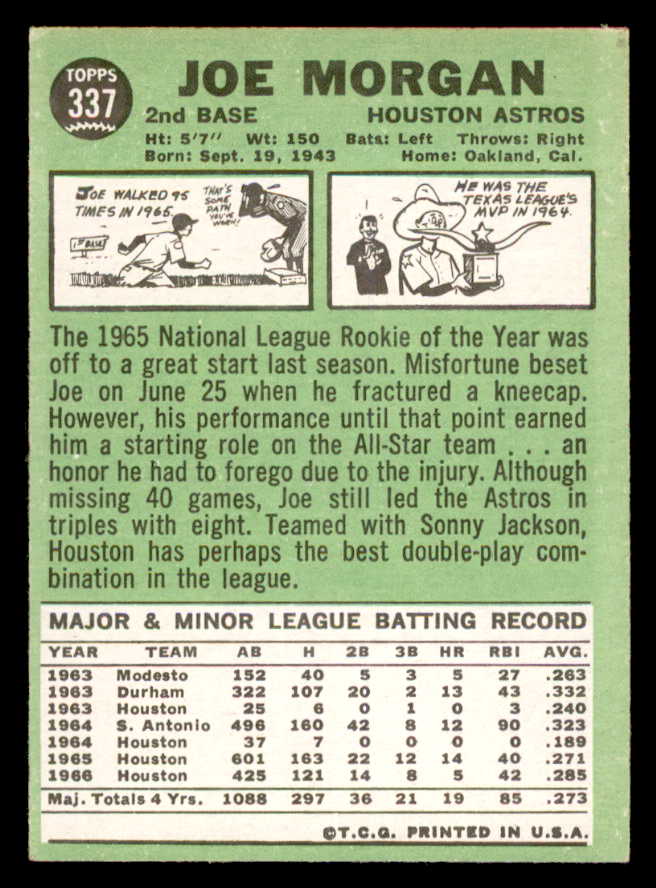 TOPPS
337
JOE MORGAN
2nd BASE HOUSTON ASTROS
Ht: 5'7" Wt: 150 Bats: Left Throws: Right
Born: Sept. 19, 1943 Home: Oakland, Cal.
JOE WALKED 95
TIMES IN 1965.
THAT'S
SOME
PATH
YOU'VE
WORN!
1ST BASE
HE WAS THE
TEXAS LEAGUE'S
MVP IN 1964.
The 1965 National League Rookie of the Year was
off to a great start last season. Misfortune beset
Joe on June 25 when he fractured a kneecap.
However, his performance until that point earned
him a starting role on the All-Star team . . . an
honor he had to forego due to the injury. Although
missing 40 games, Joe still led the Astros in
triples with eight. Teamed with Sonny Jackson,
Houston has perhaps the best double-play com-
bination in the league.
MAJOR & MINOR LEAGUE BATTING RECORD
YEAR TEAM AB H 2B 3B HR RBI AVG.
1963 Modesto 152 40 5 3 5 27 .263
1963 Durham 322 107 20 2 13 43 .332
1963 Houston 25 6 0 1 0 3 .240
1964 S. Antonio 496 160 42 8 12 90 .323
1964 Houston 37 7 0 0 0 0 .189
1965 Houston 601 163 22 12 14 40 .271
1966 Houston 425 121 14 8 5 42 .285
Maj. Totals 4 Yrs. 1088 297 36 21 19 85 .273
©T.C.G. PRINTED IN U.S.A.